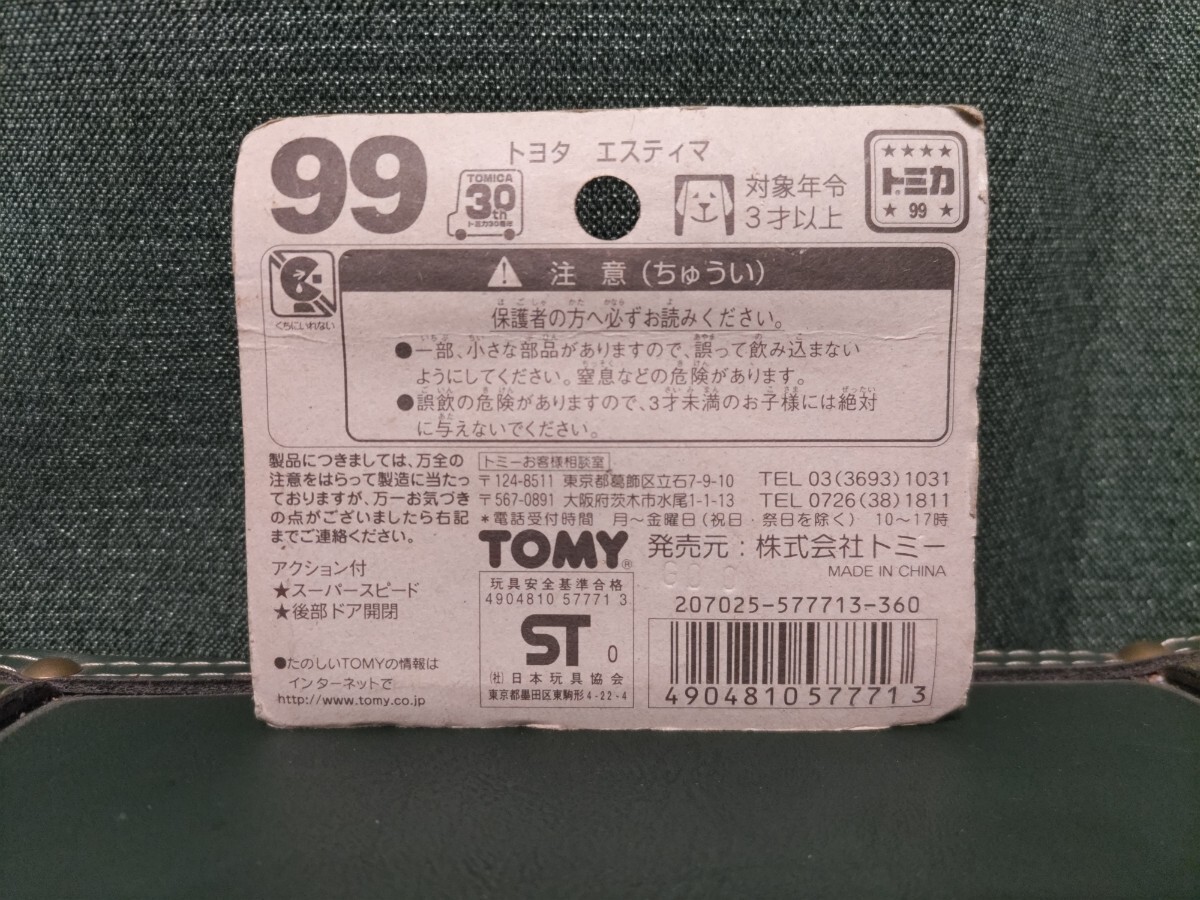 99
トヨタ エスティマ
TOMICA
30th
トミカ30周年
対象年令
3才以上
★★★★
トミカ
★ 99 ★
くちにいれない
注意(ちゅうい)
保護者の方へ必ずお読みください。
●一部、小さな部品がありますので、誤って飲み込まない
ようにしてください。窒息などの危険があります。
●誤飲の危険がありますので、3才未満のお子様には絶対
に与えないでください。
製品につきましては、万全の
注意をはらって製造に当たっ
ておりますが、万一お気づき
の点がございましたら右記
までご連絡ください。
トミーお客様相談室
〒124-8511 東京都葛飾区立石7-9-10 TEL 03(3693)1031
〒567-0891 大阪府茨木市水尾1-1-13 TEL 0726(38)1811
*電話受付時間 月〜金曜日(祝日・祭日を除く) 10〜17時
TOMY® 発売元:株式会社トミー
MADE IN CHINA
アクション付
★スーパースピード
★後部ドア開閉
●たのしいTOMYの情報は
インターネットで
http://www.tomy.co.jp
玩具安全基準合格
4904810 57771 3
ST 0
(社)日本玩具協会
東京都墨田区東駒形4-22-4
207025-577713-360
4904810577713